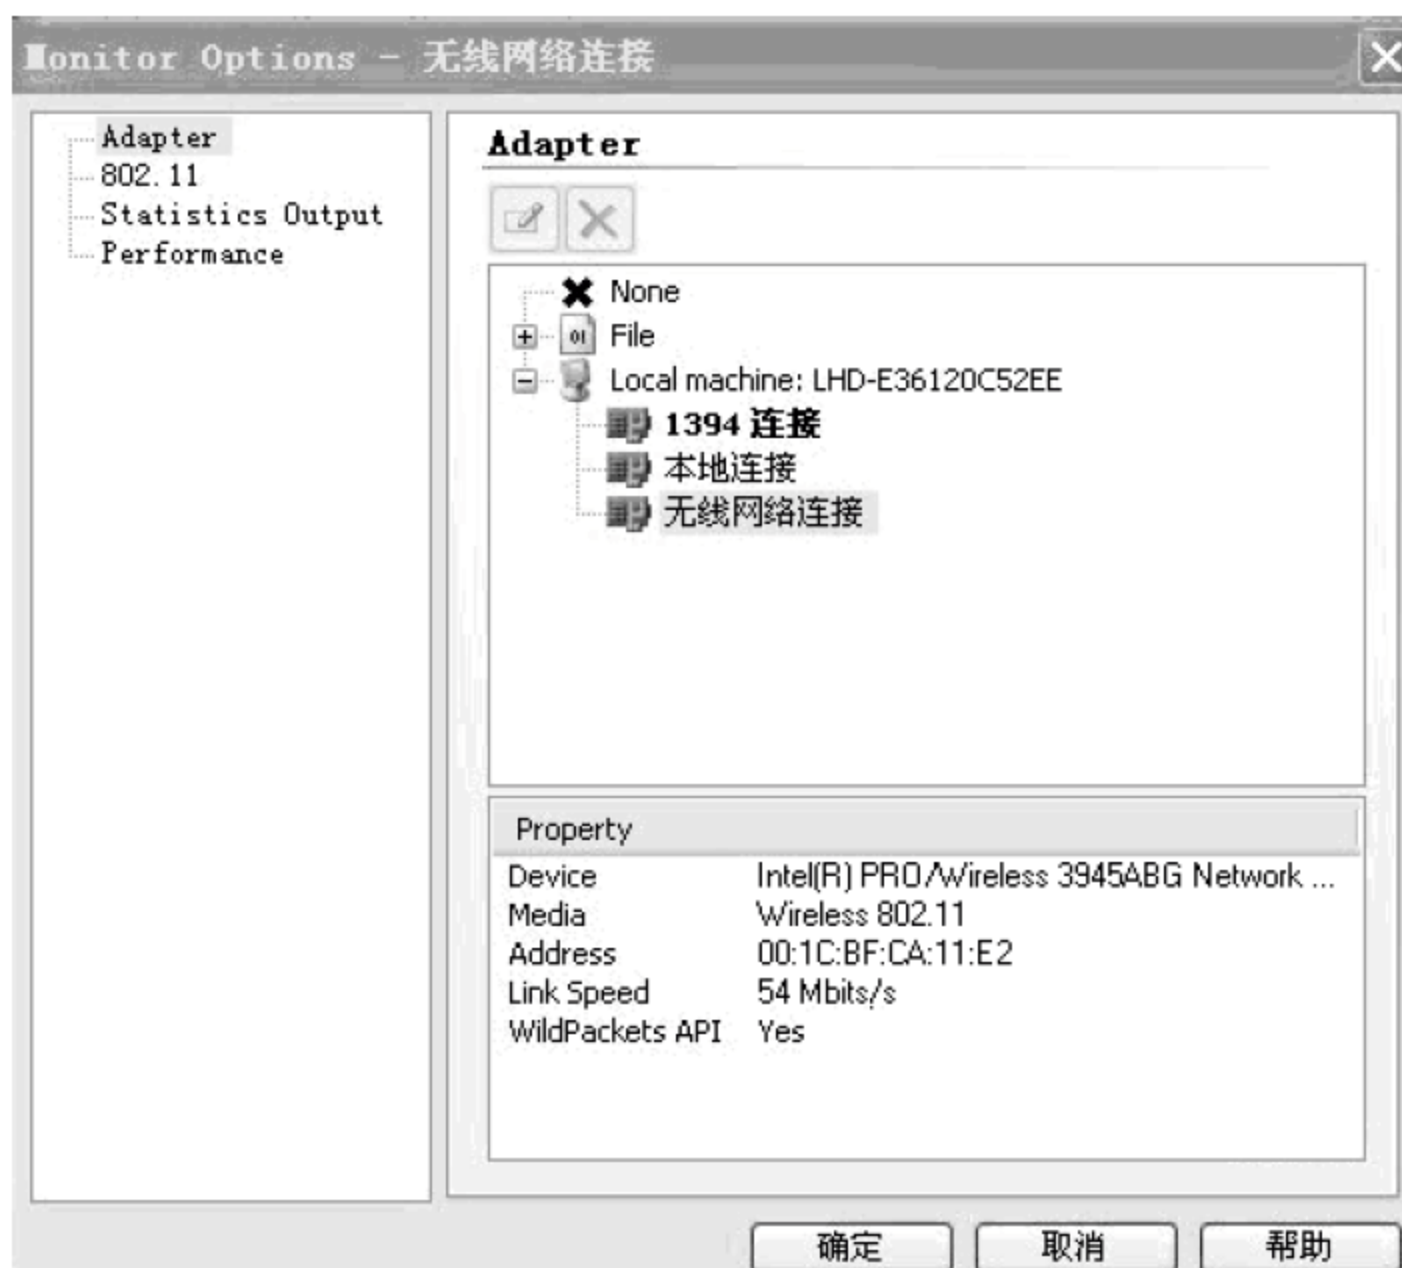 Monitor Options - 无线网络连接
Adapter
802.11
Statistics Output
Performance
Adapter
None
File
Local machine: LHD-E36120C52EE
1394 连接
本地连接
无线网络连接
Property
Device Intel(R) PRO/Wireless 3945ABG Network ...
Media Wireless 802.11
Address 00:1C:BF:CA:11:E2
Link Speed 54 Mbits/s
WildPackets API Yes
确定 取消 帮助